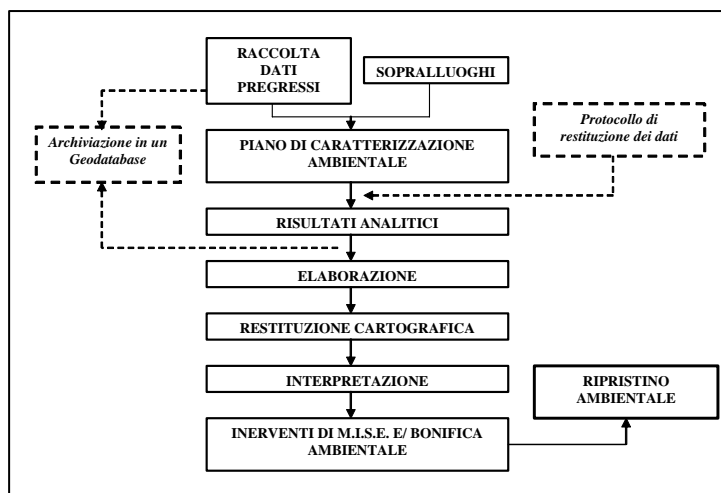 RACCOLTA
DATI
PREGRESSI
SOPRALLUOGHI
Archiviazione in un
Geodatabase
Protocollo di
restituzione dei dati
PIANO DI CARATTERIZZAZIONE
AMBIENTALE
RISULTATI ANALITICI
ELABORAZIONE
RESTITUZIONE CARTOGRAFICA
INTERPRETAZIONE
RIPRISTINO
AMBIENTALE
INERVENTI DI M.I.S.E. E/ BONIFICA
AMBIENTALE